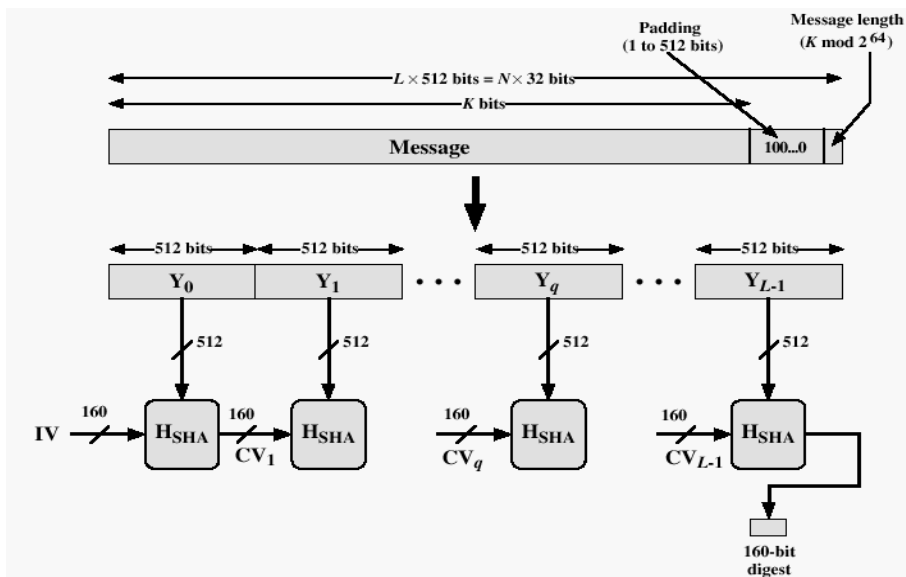 Padding
(1 to 512 bits)
Message length
(K mod 2^64)
L × 512 bits = N × 32 bits
K bits
Message
100...0
512 bits
512 bits
512 bits
512 bits
Y0
Y1
• • •
Yq
• • •
YL-1
512
512
512
512
160
160
160
160
IV
HSHA
HSHA
HSHA
HSHA
CV1
CVq
CVL-1
160-bit
digest